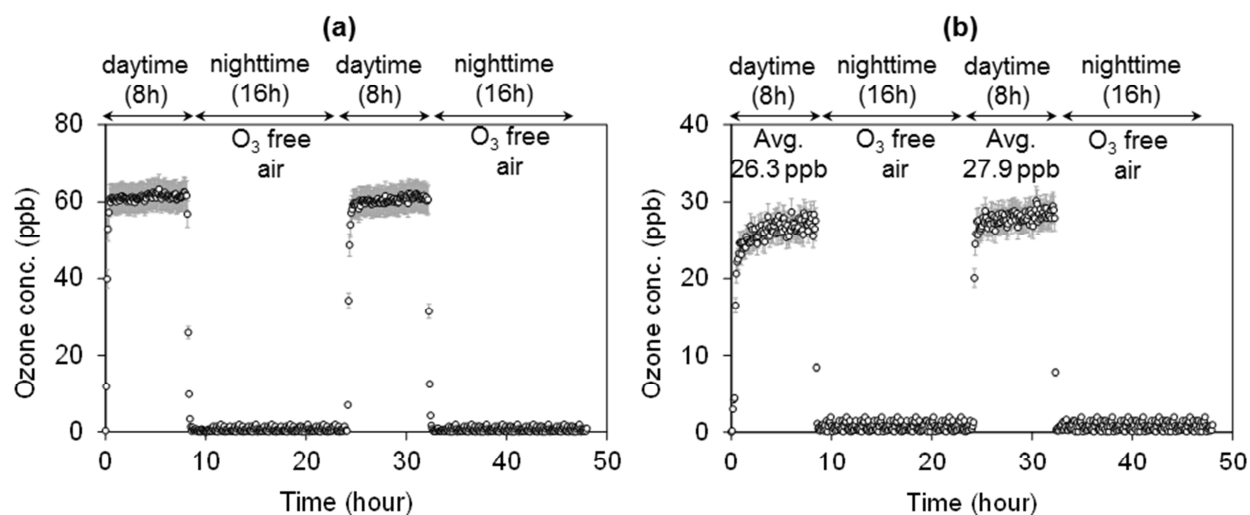 (a)
daytime (8h)
nighttime (16h)
daytime (8h)
nighttime (16h)
O₃ free air
O₃ free air
80
60
40
20
0
0 10 20 30 40 50
Ozone conc. (ppb)
Time (hour)
(b)
daytime (8h)
nighttime (16h)
daytime (8h)
nighttime (16h)
Avg. 26.3 ppb
O₃ free air
Avg. 27.9 ppb
O₃ free air
40
30
20
10
0
0 10 20 30 40 50
Ozone conc. (ppb)
Time (hour)